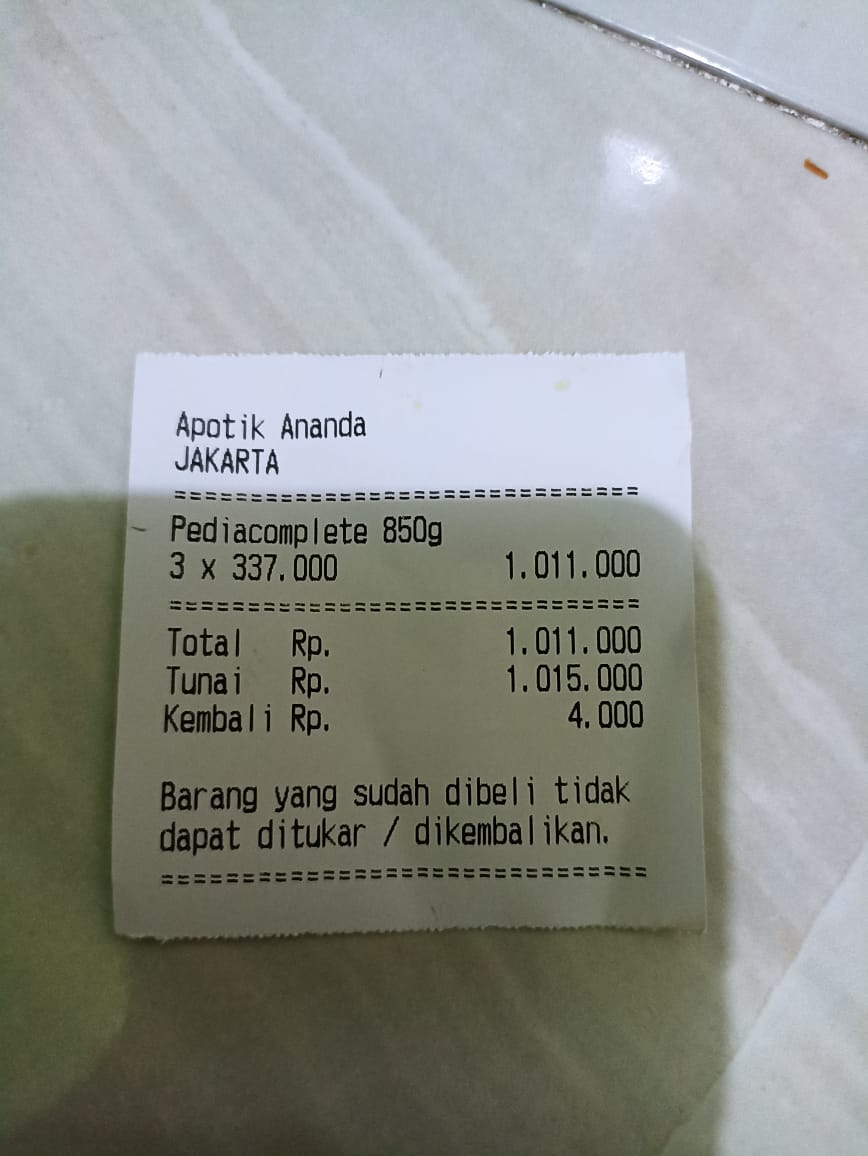 Apotik Ananda
JAKARTA
==============================
Pediacomplete 850g
3 x 337.000 1.011.000
==============================
Total Rp. 1.011.000
Tunai Rp. 1.015.000
Kembali Rp. 4.000
Barang yang sudah dibeli tidak
dapat ditukar / dikembalikan.
==============================